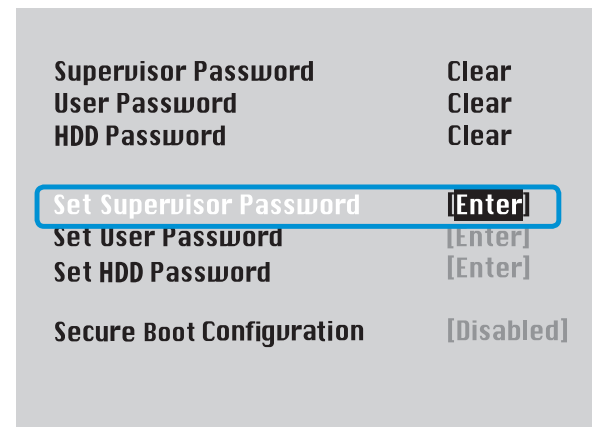 Supervisor Password Clear
User Password Clear
HDD Password Clear
Set Supervisor Password [Enter]
Set User Password [Enter]
Set HDD Password [Enter]
Secure Boot Configuration [Disabled]